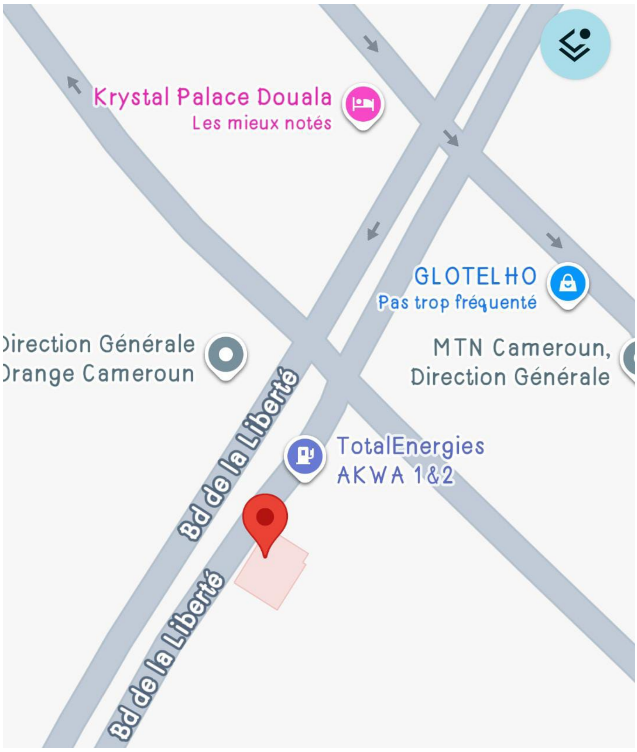 Krystal Palace Douala
Les mieux notés
GLOTELHO
Pas trop fréquenté
Direction Générale
Orange Cameroun
MTN Cameroun,
Direction Générale
Bd de la Liberté
TotalEnergies
AKWA 1&2
Bd de la Liberté